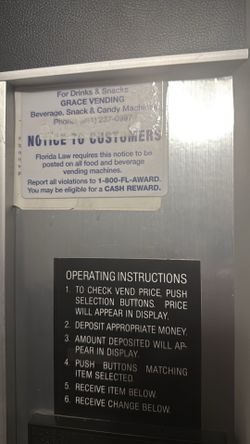 For Drinks & Snacks
GRACE VENDING
Beverage, Snack & Candy Machines
NOTICE TO CUSTOMERS
Florida Law requires this notice to be
posted on all food and beverage
vending machines.
Report all violations to 1-800-FL-AWARD.
You may be eligible for a CASH REWARD.
OPERATING INSTRUCTIONS
1. TO CHECK VEND PRICE, PUSH
SELECTION BUTTONS. PRICE
WILL APPEAR IN DISPLAY.
2. DEPOSIT APPROPRIATE MONEY.
3. AMOUNT DEPOSITED WILL AP-
PEAR IN DISPLAY.
4. PUSH BUTTONS MATCHING
ITEM SELECTED
5. RECEIVE ITEM BELOW.
6. RECEIVE CHANGE BELOW.